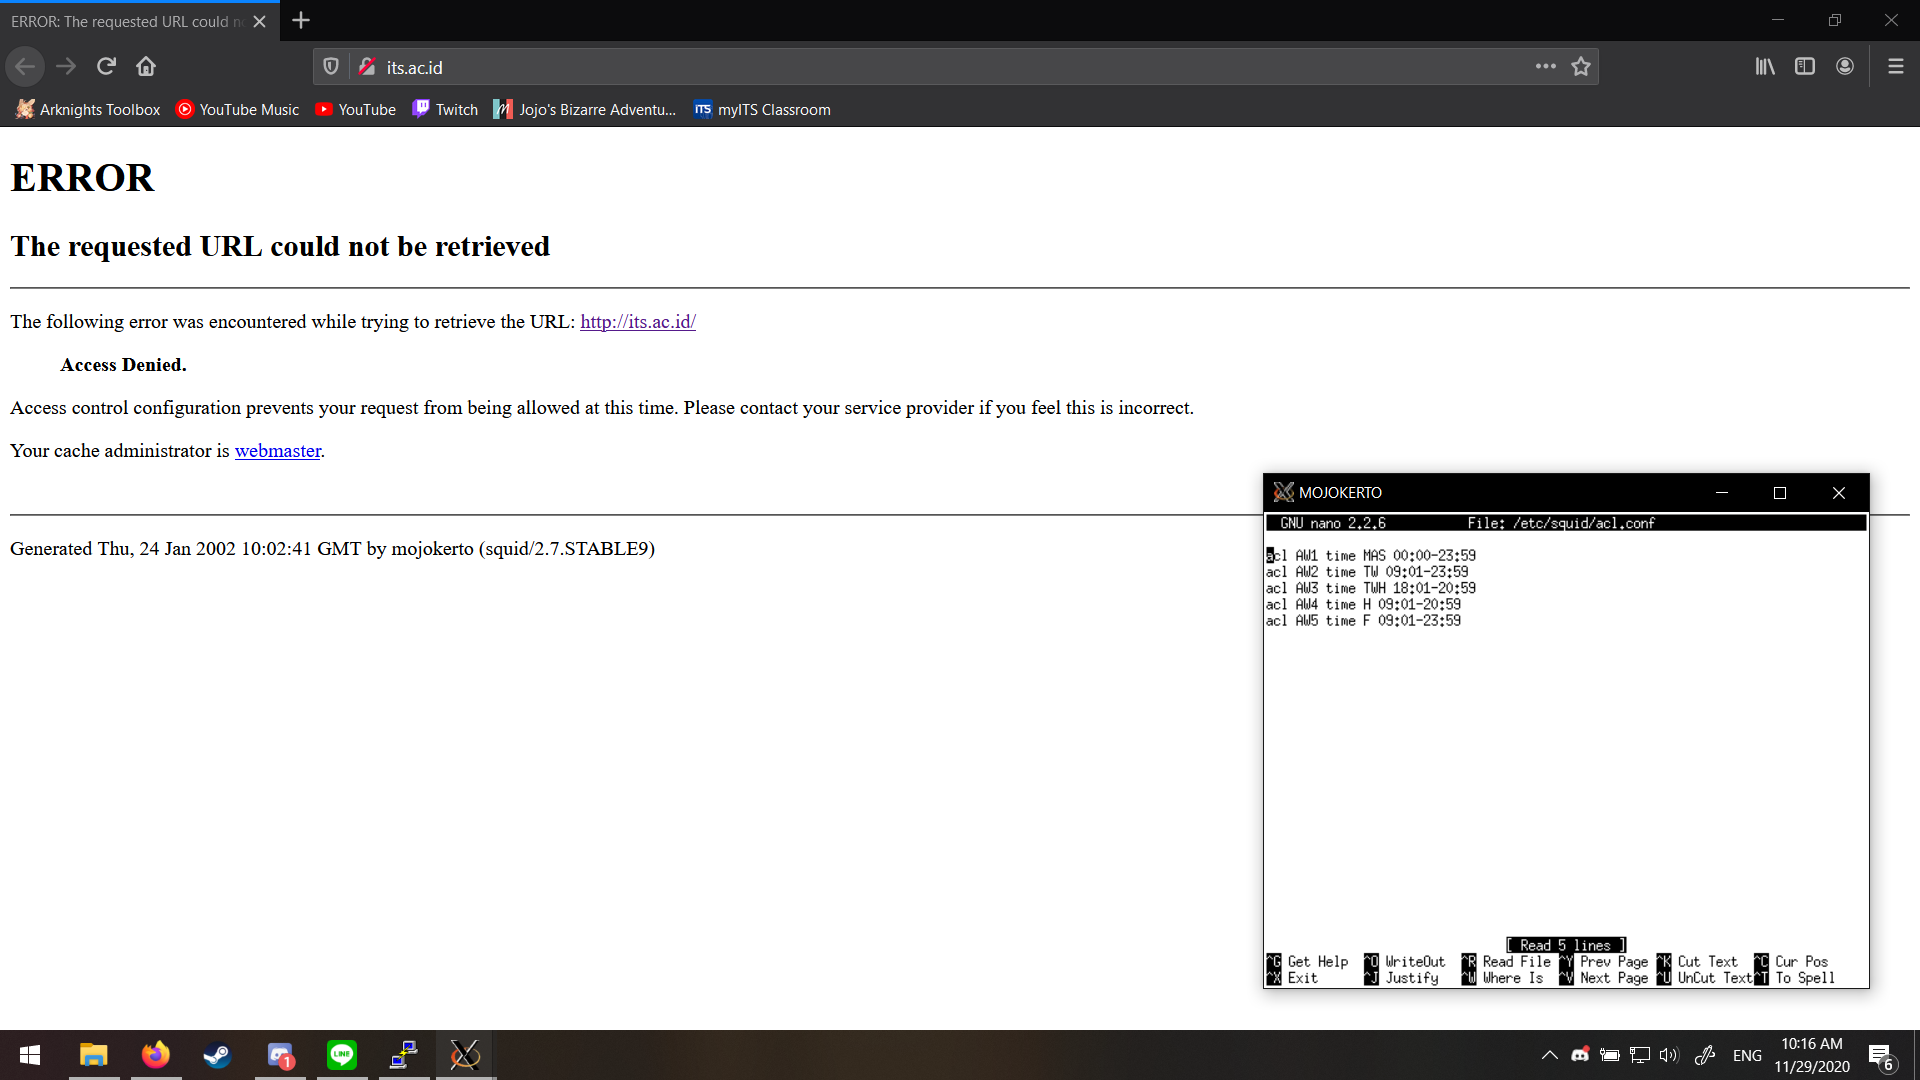 ERROR: The requested URL could n
its.ac.id
Arknights Toolbox YouTube Music YouTube Twitch Jojo's Bizarre Adventu... ITS myITS Classroom
ERROR
The requested URL could not be retrieved
The following error was encountered while trying to retrieve the URL: http://its.ac.id/
Access Denied.
Access control configuration prevents your request from being allowed at this time. Please contact your service provider if you feel this is incorrect.
Your cache administrator is webmaster.
Generated Thu, 24 Jan 2002 10:02:41 GMT by mojokerto (squid/2.7.STABLE9)
MOJOKERTO
GNU nano 2.2.6 File: /etc/squid/acl.conf
acl AW1 time MAS 00:00-23:59
acl AW2 time TW 09:01-23:59
acl AW3 time TWH 18:01-20:59
acl AW4 time H 09:01-20:59
acl AW5 time F 09:01-23:59
[ Read 5 lines ]
^G Get Help ^O WriteOut ^R Read File ^Y Prev Page ^K Cut Text ^C Cur Pos
^X Exit ^J Justify ^W Where Is ^V Next Page ^U UnCut Text ^T To Spell
1
LINE
ENG
10:16 AM
11/29/2020
6